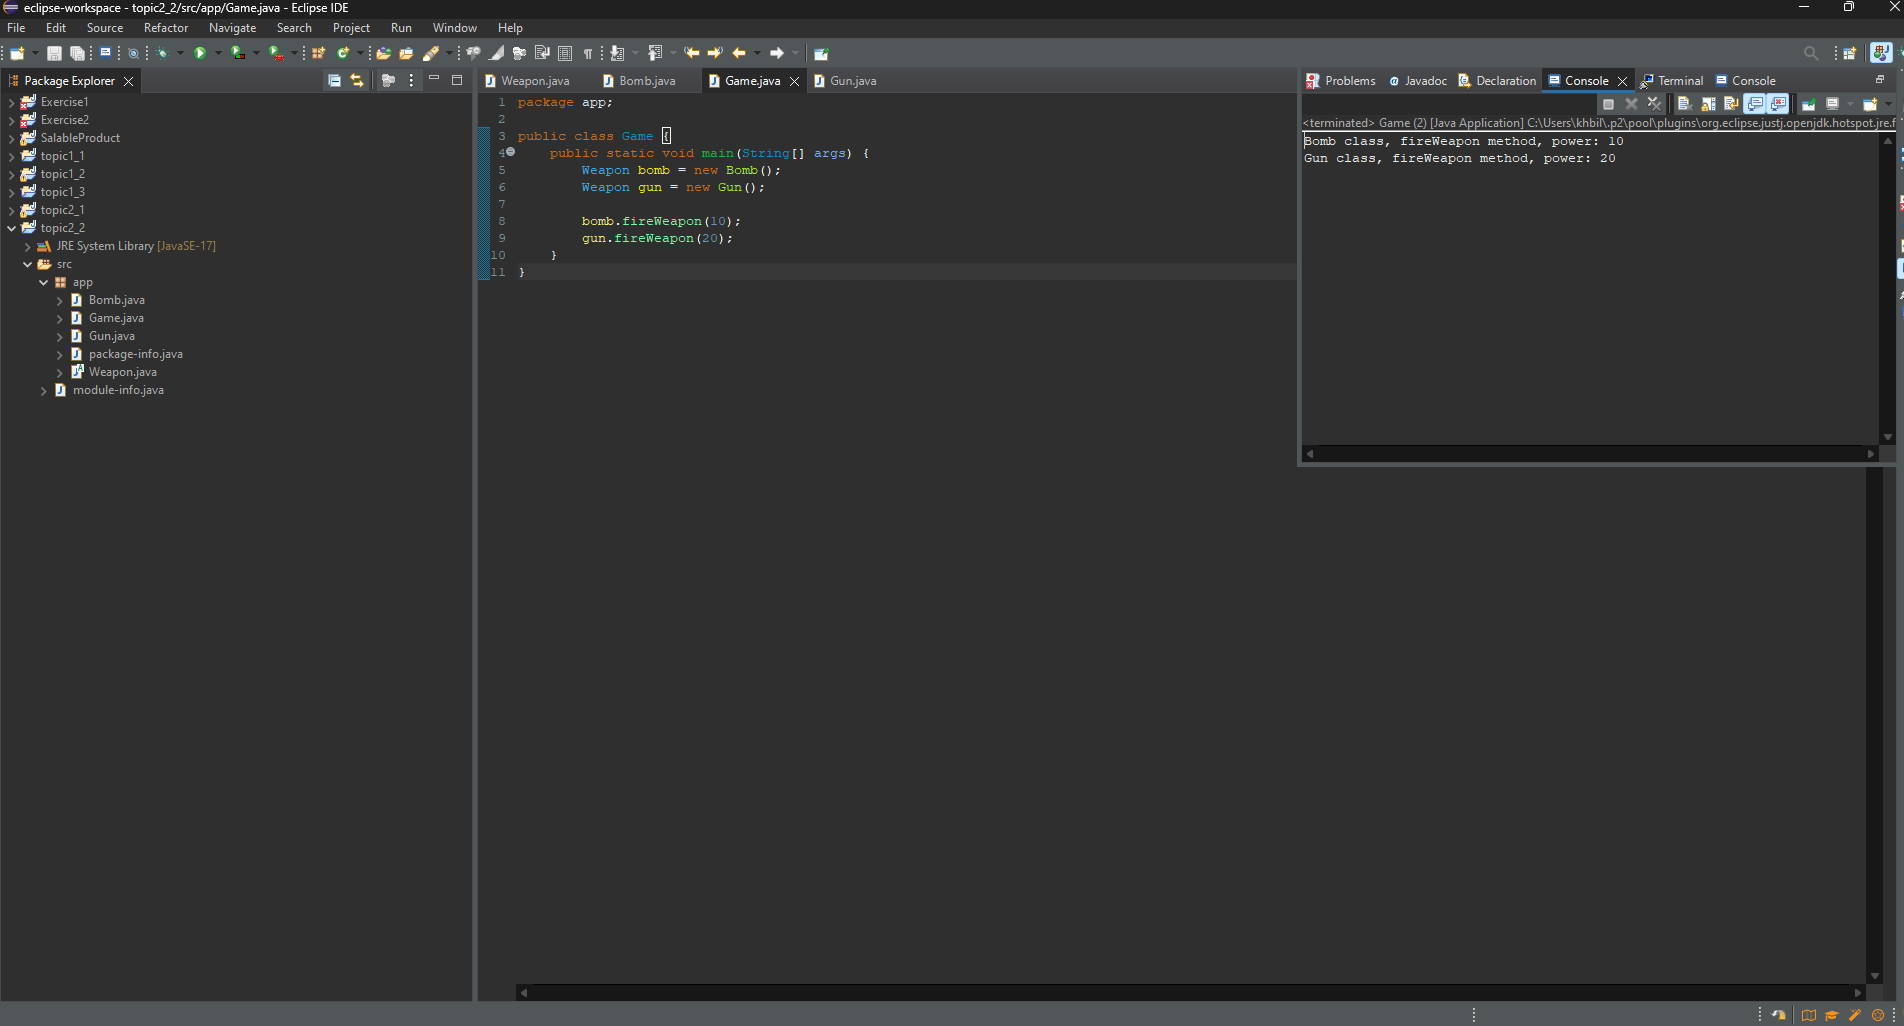 eclipse-workspace - topic2_2/src/app/Game.java - Eclipse IDE
File Edit Source Refactor Navigate Search Project Run Window Help
Package Explorer
Exercise1
Exercise2
SalableProduct
topic1_1
topic1_2
topic1_3
topic2_1
topic2_2
JRE System Library [JavaSE-17]
src
app
Bomb.java
Game.java
Gun.java
package-info.java
Weapon.java
module-info.java
Weapon.java Bomb.java Game.java Gun.java
1 package app;
2
3 public class Game {
4 public static void main(String[] args) {
5 Weapon bomb = new Bomb();
6 Weapon gun = new Gun();
7
8 bomb.fireWeapon(10);
9 gun.fireWeapon(20);
10 }
11 }
Problems Javadoc Declaration Console Terminal Console
<terminated> Game (2) [Java Application] C:\Users\khbil\.p2\pool\plugins\org.eclipse.justj.openjdk.hotspot.jre.f
Bomb class, fireWeapon method, power: 10
Gun class, fireWeapon method, power: 20